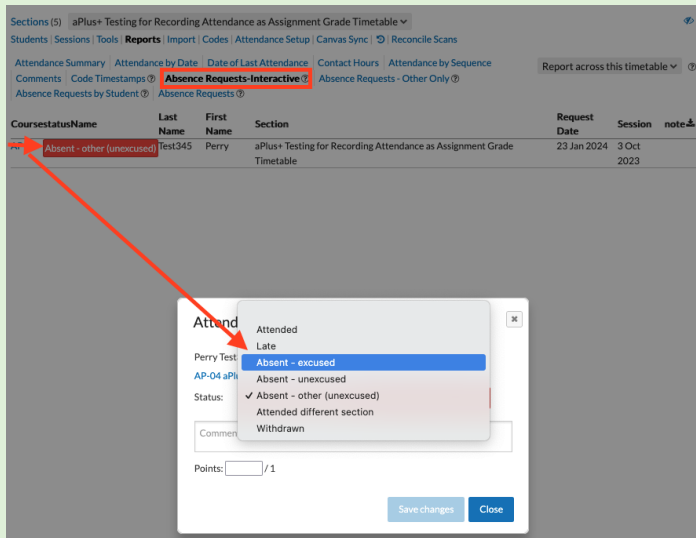 Sections (5) aPlus+ Testing for Recording Attendance as Assignment Grade Timetable
Students | Sessions | Tools | Reports | Import | Codes | Attendance Setup | Canvas Sync | Reconcile Scans
Attendance Summary Attendance by Date Date of Last Attendance Contact Hours Attendance by Sequence
Report across this timetable
Comments Code Timestamps Absence Requests-Interactive Absence Requests - Other Only
Absence Requests by Student Absence Requests
CoursestatusName Last Name First Name Section Request Date Session note
AP Absent - other (unexcused) Test345 Perry aPlus+ Testing for Recording Attendance as Assignment Grade 23 Jan 2024 3 Oct
Timetable 2023
Attend
Attended
Late
Perry Test
Absent - excused
AP-04 aPlu
Absent - unexcused
Status: ✓ Absent - other (unexcused)
Attended different section
Withdrawn
Commen
Points: / 1
Save changes Close